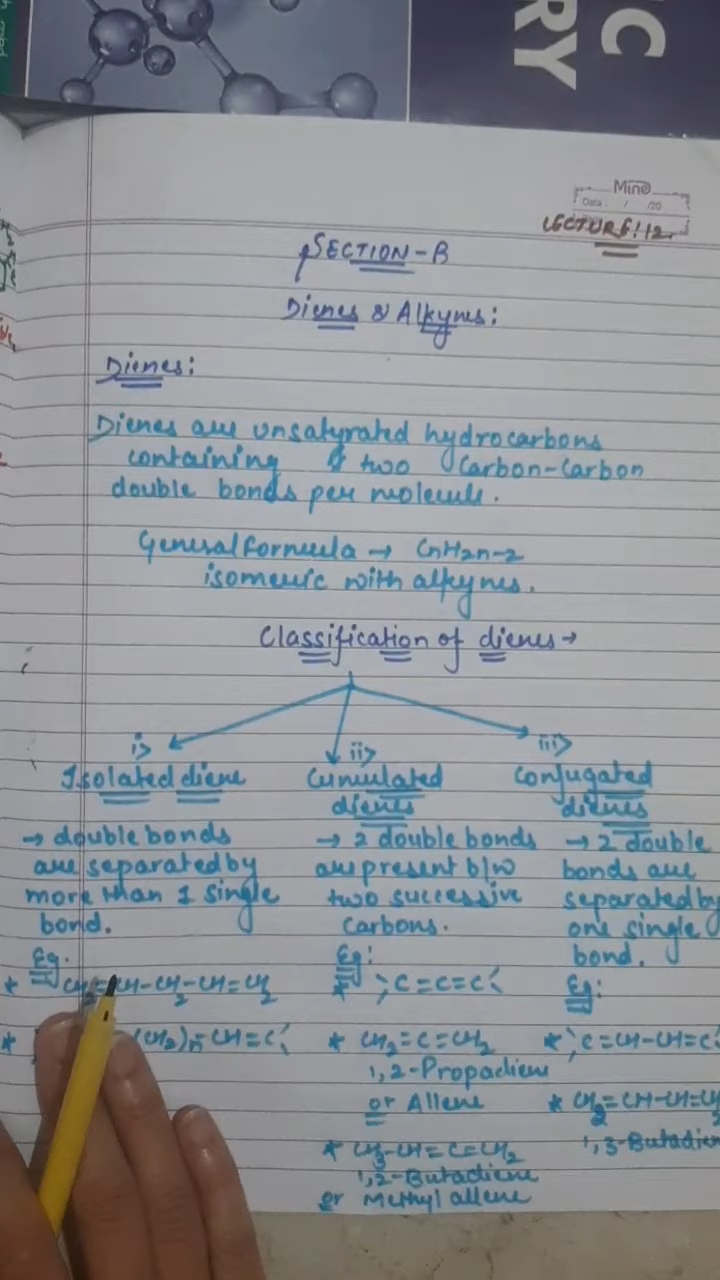 IC
RY
Mino
Date. / /20
LECTURE:12.
SECTION-B
Dienes & Alkynes:
Dienes:
Dienes are unsatyrated hydrocarbons
containing two Carbon-Carbon
double bonds per molecule.
General formula → CnH2n-2
isomeric with alkynes.
Classification of dienes→
i>
Isolated diene
→ double bonds
are separated by
more than 1 single
bond.
Eg.
* CH2=CH-CH2-CH=CH2
* (CH2)n-CH=C
ii>
Cumulated
dienes
→ 2 double bonds
are present b/w
two successive
carbons.
Eg:
* C=C=C
* CH2=C=CH2
1,2-Propadiene
or Allene
* CH3-CH=C=CH2
1,2-Butadiene
or Methyl allene
iii>
Conjugated
dienes
→ 2 double
bonds are
separated by
one single
bond.
Eg:
* C=CH-CH=C
* CH2=CH-CH=CH2
1,3-Butadien